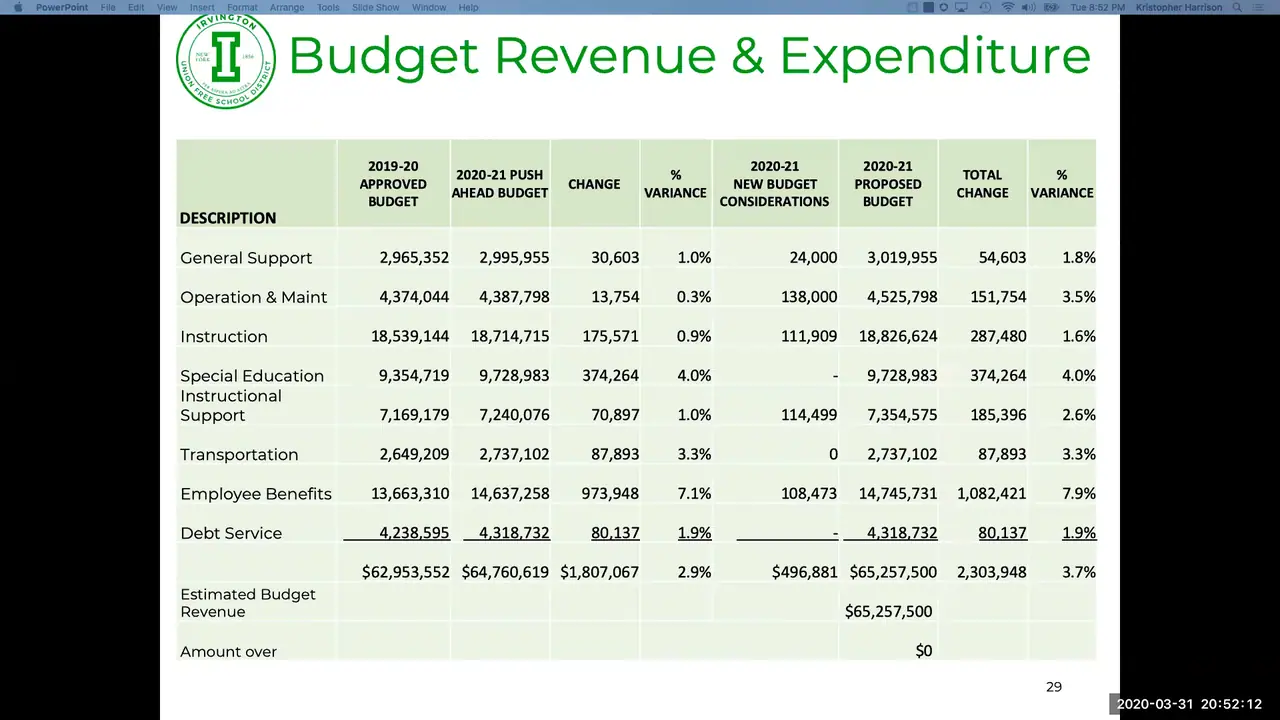 PowerPoint File Edit View Insert Format Arrange Tools Slide Show Window Help Tue 8:52 PM Kristopher Harrison
IRVINGTON
NEW YORK I 1956
UNION FREE SCHOOL DISTRICT
Budget Revenue & Expenditure
DESCRIPTION 2019-20 APPROVED BUDGET 2020-21 PUSH AHEAD BUDGET CHANGE % VARIANCE 2020-21 NEW BUDGET CONSIDERATIONS 2020-21 PROPOSED BUDGET TOTAL CHANGE % VARIANCE
General Support 2,965,352 2,995,955 30,603 1.0% 24,000 3,019,955 54,603 1.8%
Operation & Maint 4,374,044 4,387,798 13,754 0.3% 138,000 4,525,798 151,754 3.5%
Instruction 18,539,144 18,714,715 175,571 0.9% 111,909 18,826,624 287,480 1.6%
Special Education 9,354,719 9,728,983 374,264 4.0% - 9,728,983 374,264 4.0%
Instructional Support 7,169,179 7,240,076 70,897 1.0% 114,499 7,354,575 185,396 2.6%
Transportation 2,649,209 2,737,102 87,893 3.3% 0 2,737,102 87,893 3.3%
Employee Benefits 13,663,310 14,637,258 973,948 7.1% 108,473 14,745,731 1,082,421 7.9%
Debt Service 4,238,595 4,318,732 80,137 1.9% - 4,318,732 80,137 1.9%
$62,953,552 $64,760,619 $1,807,067 2.9% $496,881 $65,257,500 2,303,948 3.7%
Estimated Budget Revenue $65,257,500
Amount over $0
29
2020-03-31 20:52:12